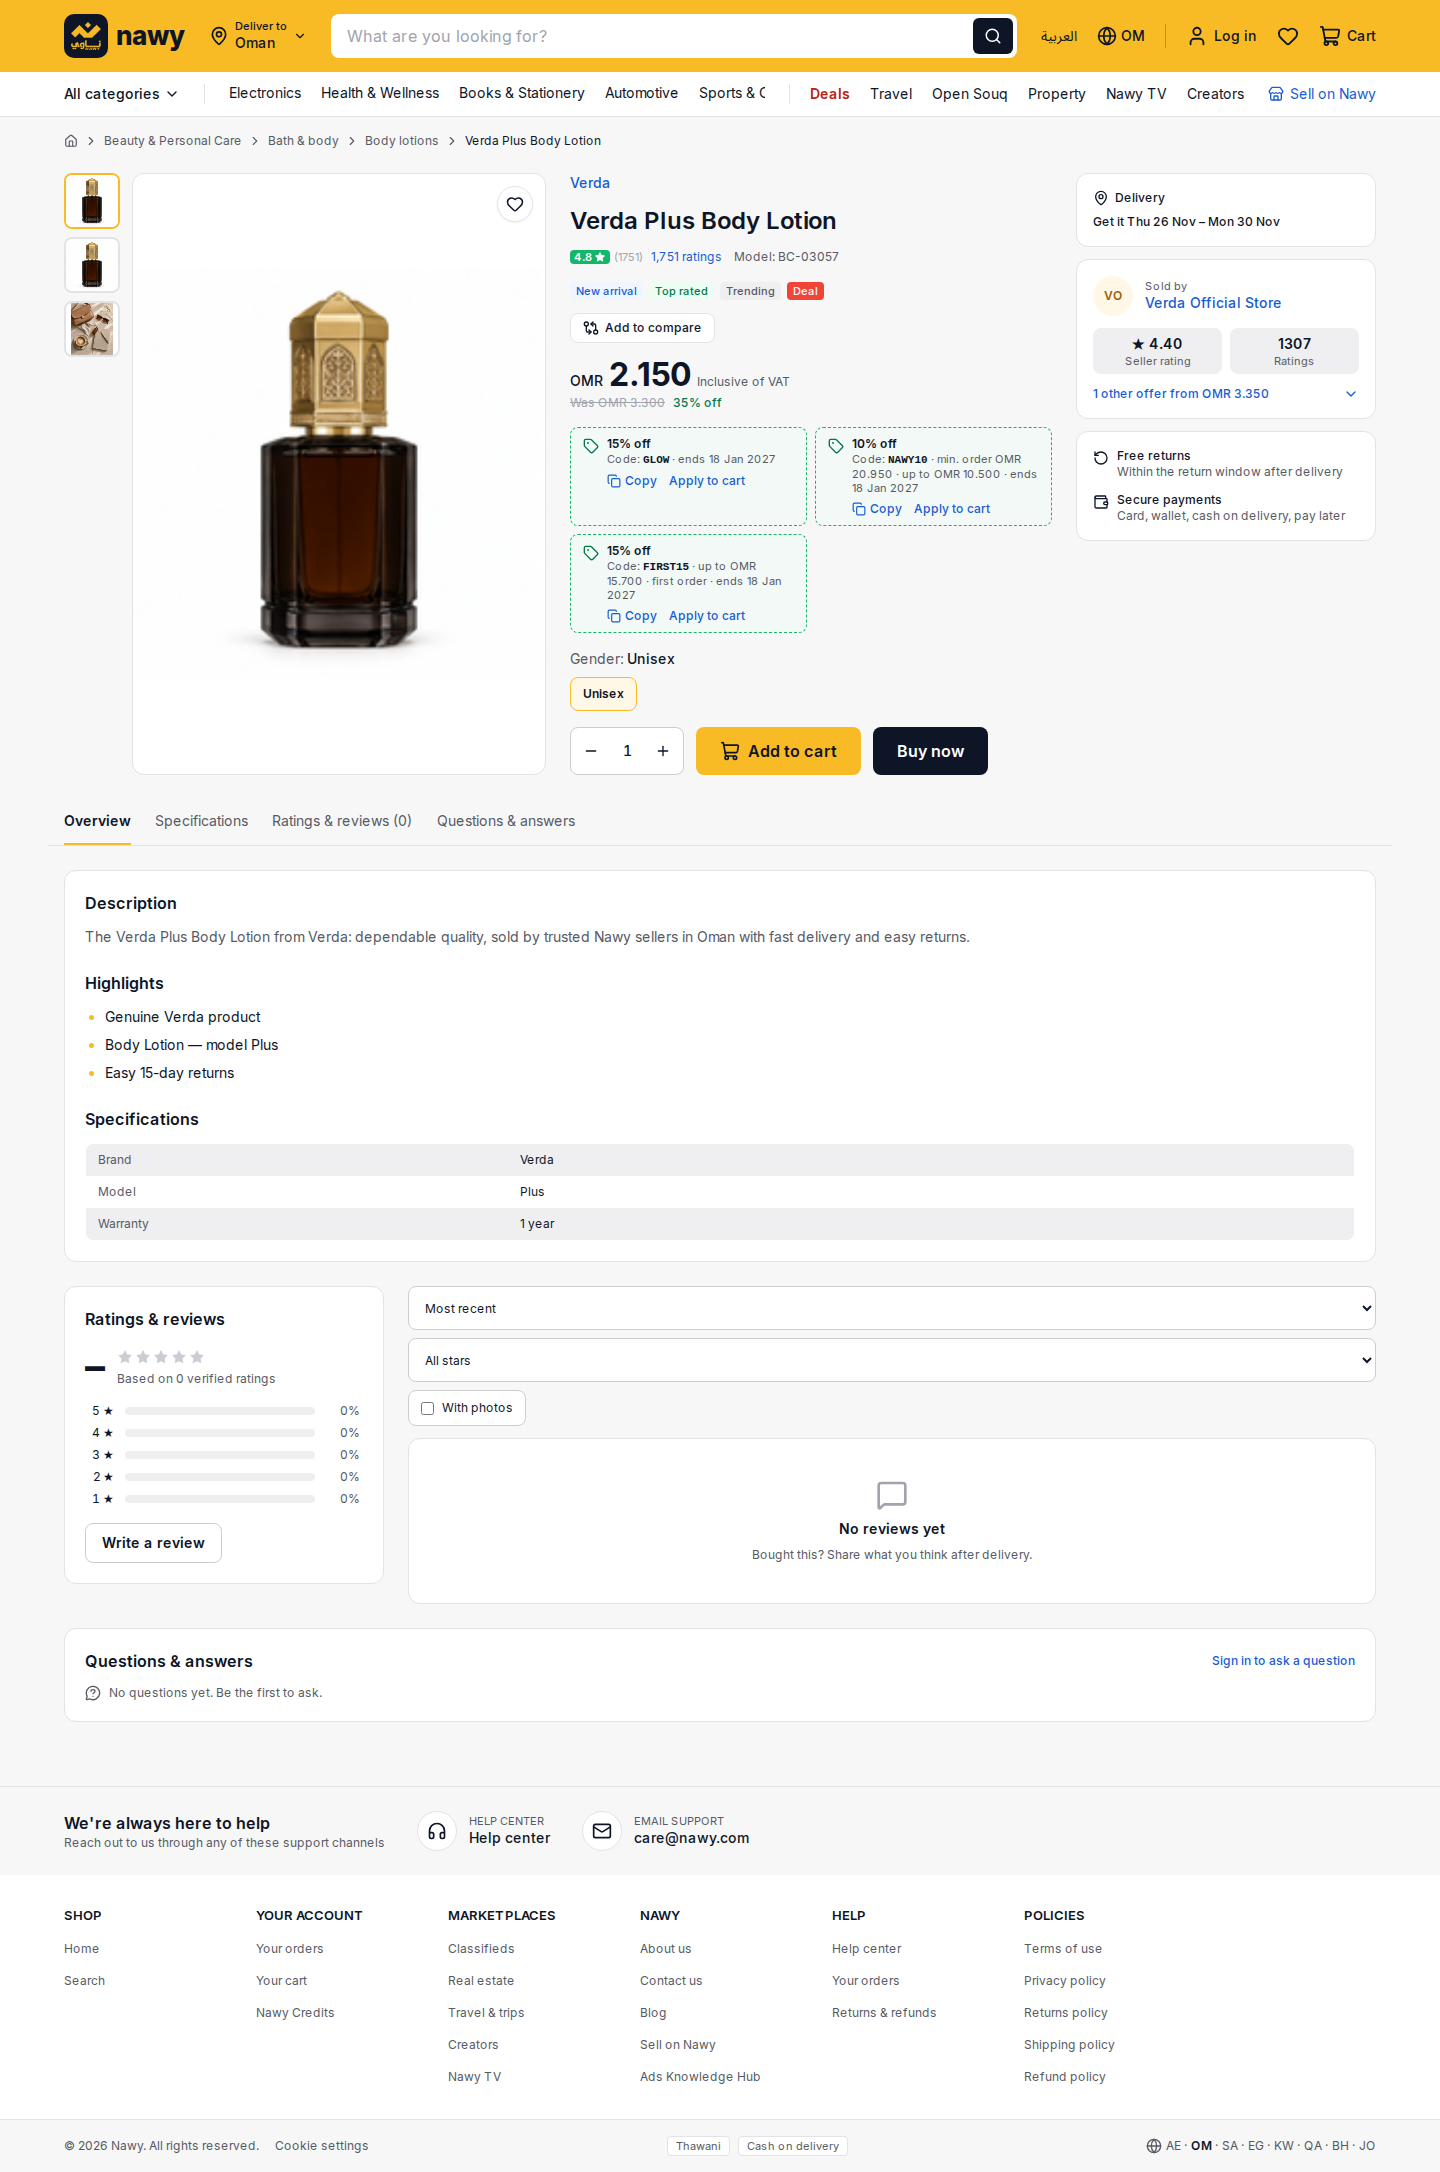 nawy
Deliver to
Oman
What are you looking for?
العربية
OM
Log in
Cart
All categories
Electronics
Health & Wellness
Books & Stationery
Automotive
Sports &
Deals
Travel
Open Souq
Property
Nawy TV
Creators
Sell on Nawy
Beauty & Personal Care
Bath & body
Body lotions
Verda Plus Body Lotion
Verda
Verda Plus Body Lotion
4.8 ★ (1751) 1,751 ratings Model: BC-03057
New arrival
Top rated
Trending
Deal
Add to compare
OMR 2.150 Inclusive of VAT
Was OMR 3.300 35% off
15% off
Code: GLOW · ends 18 Jan 2027
Copy Apply to cart
10% off
Code: NAWY10 · min. order OMR
20.950 · up to OMR 10.500 · ends
18 Jan 2027
Copy Apply to cart
15% off
Code: FIRST15 · up to OMR
15.700 · first order · ends 18 Jan
2027
Copy Apply to cart
Gender: Unisex
Unisex
1
Add to cart
Buy now
Delivery
Get it Thu 26 Nov – Mon 30 Nov
VO
Sold by
Verda Official Store
★ 4.40
Seller rating
1307
Ratings
1 other offer from OMR 3.350
Free returns
Within the return window after delivery
Secure payments
Card, wallet, cash on delivery, pay later
Overview
Specifications
Ratings & reviews (0)
Questions & answers
Description
The Verda Plus Body Lotion from Verda: dependable quality, sold by trusted Nawy sellers in Oman with fast delivery and easy returns.
Highlights
Genuine Verda product
Body Lotion — model Plus
Easy 15-day returns
Specifications
Brand Verda
Model Plus
Warranty 1 year
Ratings & reviews
–
Based on 0 verified ratings
5 ★ 0%
4 ★ 0%
3 ★ 0%
2 ★ 0%
1 ★ 0%
Write a review
Most recent
All stars
With photos
No reviews yet
Bought this? Share what you think after delivery.
Questions & answers
Sign in to ask a question
No questions yet. Be the first to ask.
We're always here to help
Reach out to us through any of these support channels
HELP CENTER
Help center
EMAIL SUPPORT
care@nawy.com
SHOP
Home
Search
YOUR ACCOUNT
Your orders
Your cart
Nawy Credits
MARKETPLACES
Classifieds
Real estate
Travel & trips
Creators
Nawy TV
NAWY
About us
Contact us
Blog
Sell on Nawy
Ads Knowledge Hub
HELP
Help center
Your orders
Returns & refunds
POLICIES
Terms of use
Privacy policy
Returns policy
Shipping policy
Refund policy
© 2026 Nawy. All rights reserved.
Cookie settings
Thawani
Cash on delivery
AE · OM · SA · EG · KW · QA · BH · JO